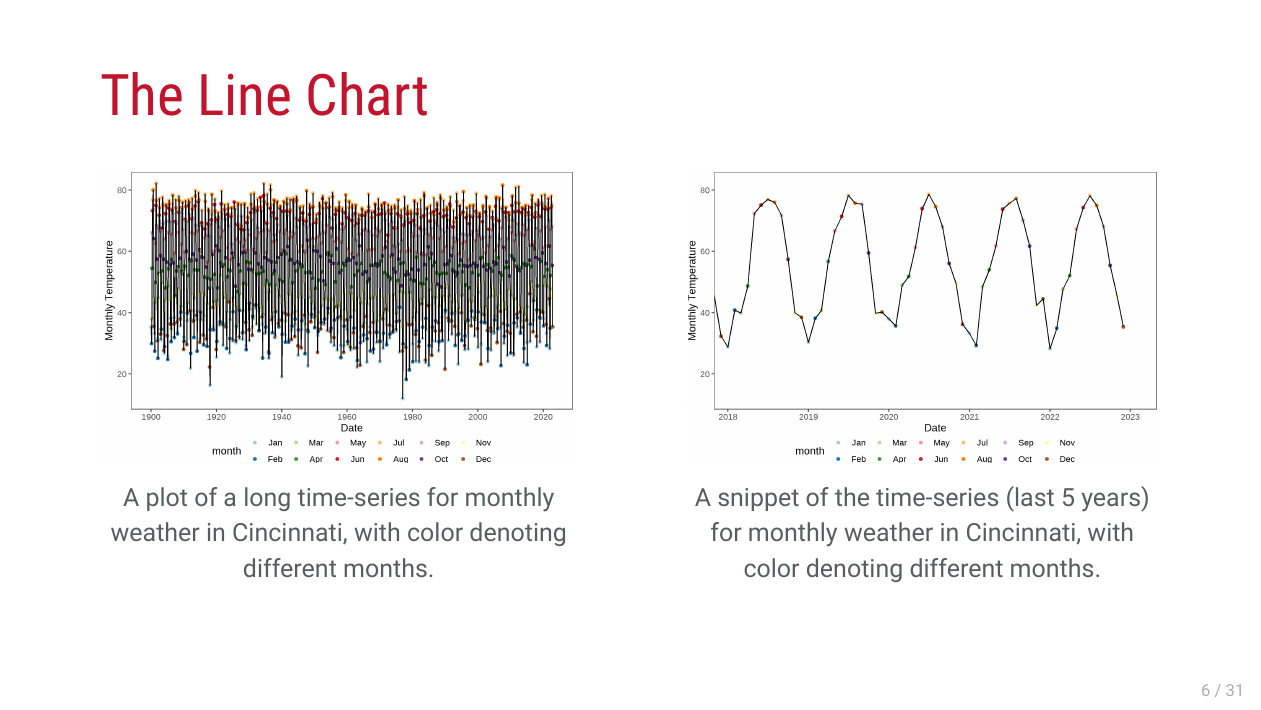 The Line Chart
80
60
40
20
Monthly Temperature
1900 1920 1940 1960 1980 2000 2020
Date
month
Jan Mar May Jul Sep Nov
Feb Apr Jun Aug Oct Dec
A plot of a long time-series for monthly
weather in Cincinnati, with color denoting
different months.
80
60
40
20
Monthly Temperature
2018 2019 2020 2021 2022 2023
Date
month
Jan Mar May Jul Sep Nov
Feb Apr Jun Aug Oct Dec
A snippet of the time-series (last 5 years)
for monthly weather in Cincinnati, with
color denoting different months.
6 / 31